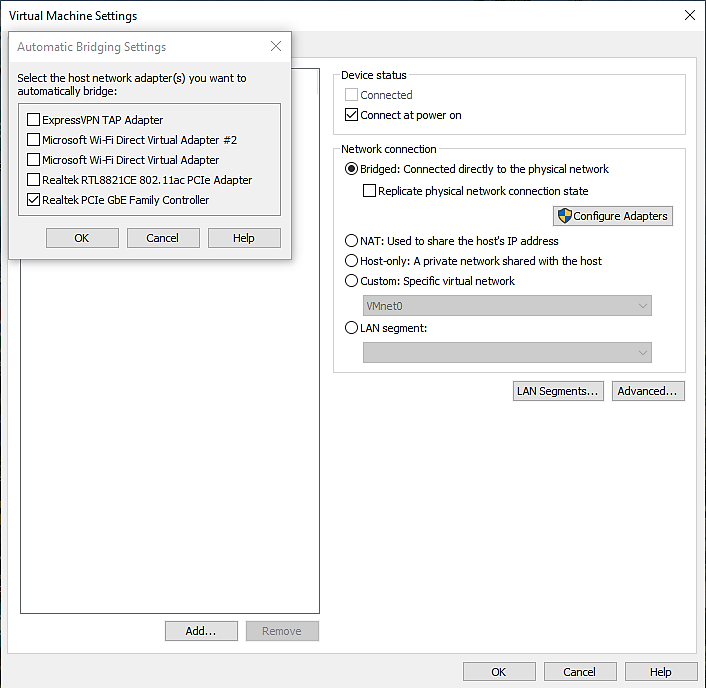 Virtual Machine Settings
Automatic Bridging Settings
Select the host network adapter(s) you want to
automatically bridge:
ExpressVPN TAP Adapter
Microsoft Wi-Fi Direct Virtual Adapter #2
Microsoft Wi-Fi Direct Virtual Adapter
Realtek RTL8821CE 802.11ac PCIe Adapter
Realtek PCIe GbE Family Controller
OK
Cancel
Help
Device status
Connected
Connect at power on
Network connection
Bridged: Connected directly to the physical network
Replicate physical network connection state
Configure Adapters
NAT: Used to share the host's IP address
Host-only: A private network shared with the host
Custom: Specific virtual network
VMnet0
LAN segment:
LAN Segments...
Advanced...
Add...
Remove
OK
Cancel
Help